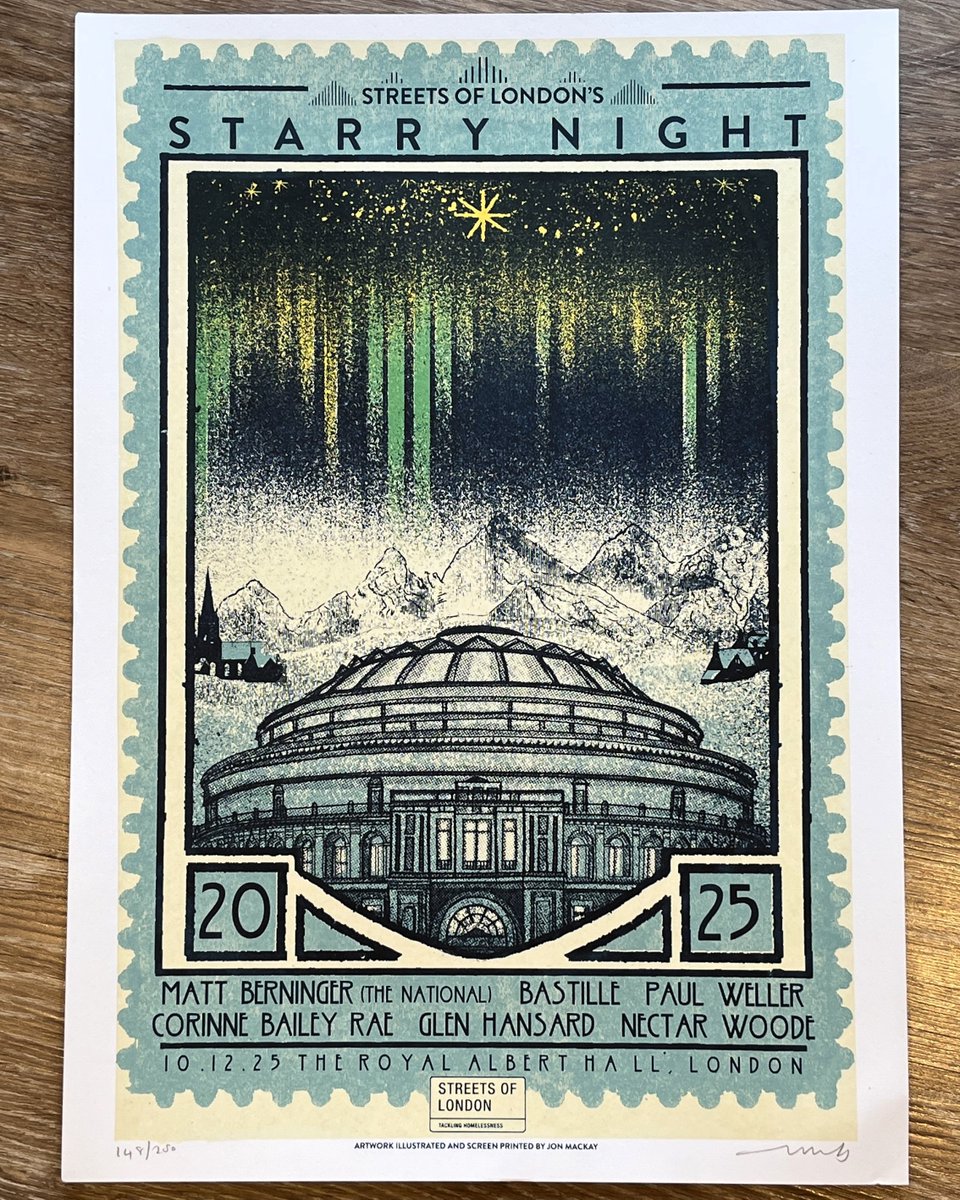 STREETS OF LONDON'S
STARRY NIGHT
20 25
MATT BERNINGER (THE NATIONAL) BASTILLE PAUL WELLER
CORINNE BAILEY RAE GLEN HANSARD NECTAR WOODE
10.12.25 THE ROYAL ALBERT HALL, LONDON
STREETS OF
LONDON
TACKLING HOMELESSNESS
ARTWORK ILLUSTRATED AND SCREEN PRINTED BY JON MACKAY
148/250